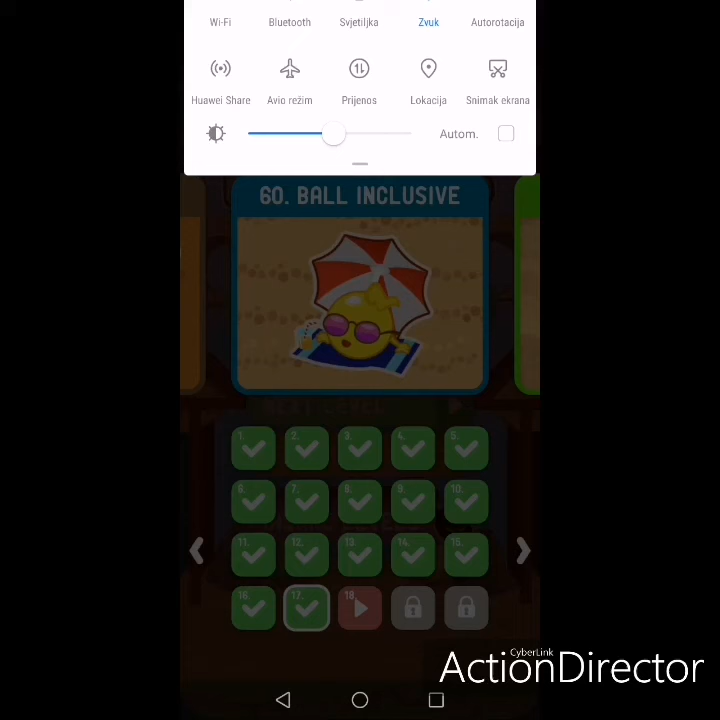 Wi-Fi Bluetooth Svjetiljka Zvuk Autorotacija
Huawei Share Avio režim Prijenos Lokacija Snimak ekrana
Autom.
60. BALL INCLUSIVE
NEXT LEVEL
1. 2. 3. 4. 5.
6. 7. 8. 9. 10.
11. 12. 13. 14. 15.
16. 17. 18.
CyberLink
ActionDirector